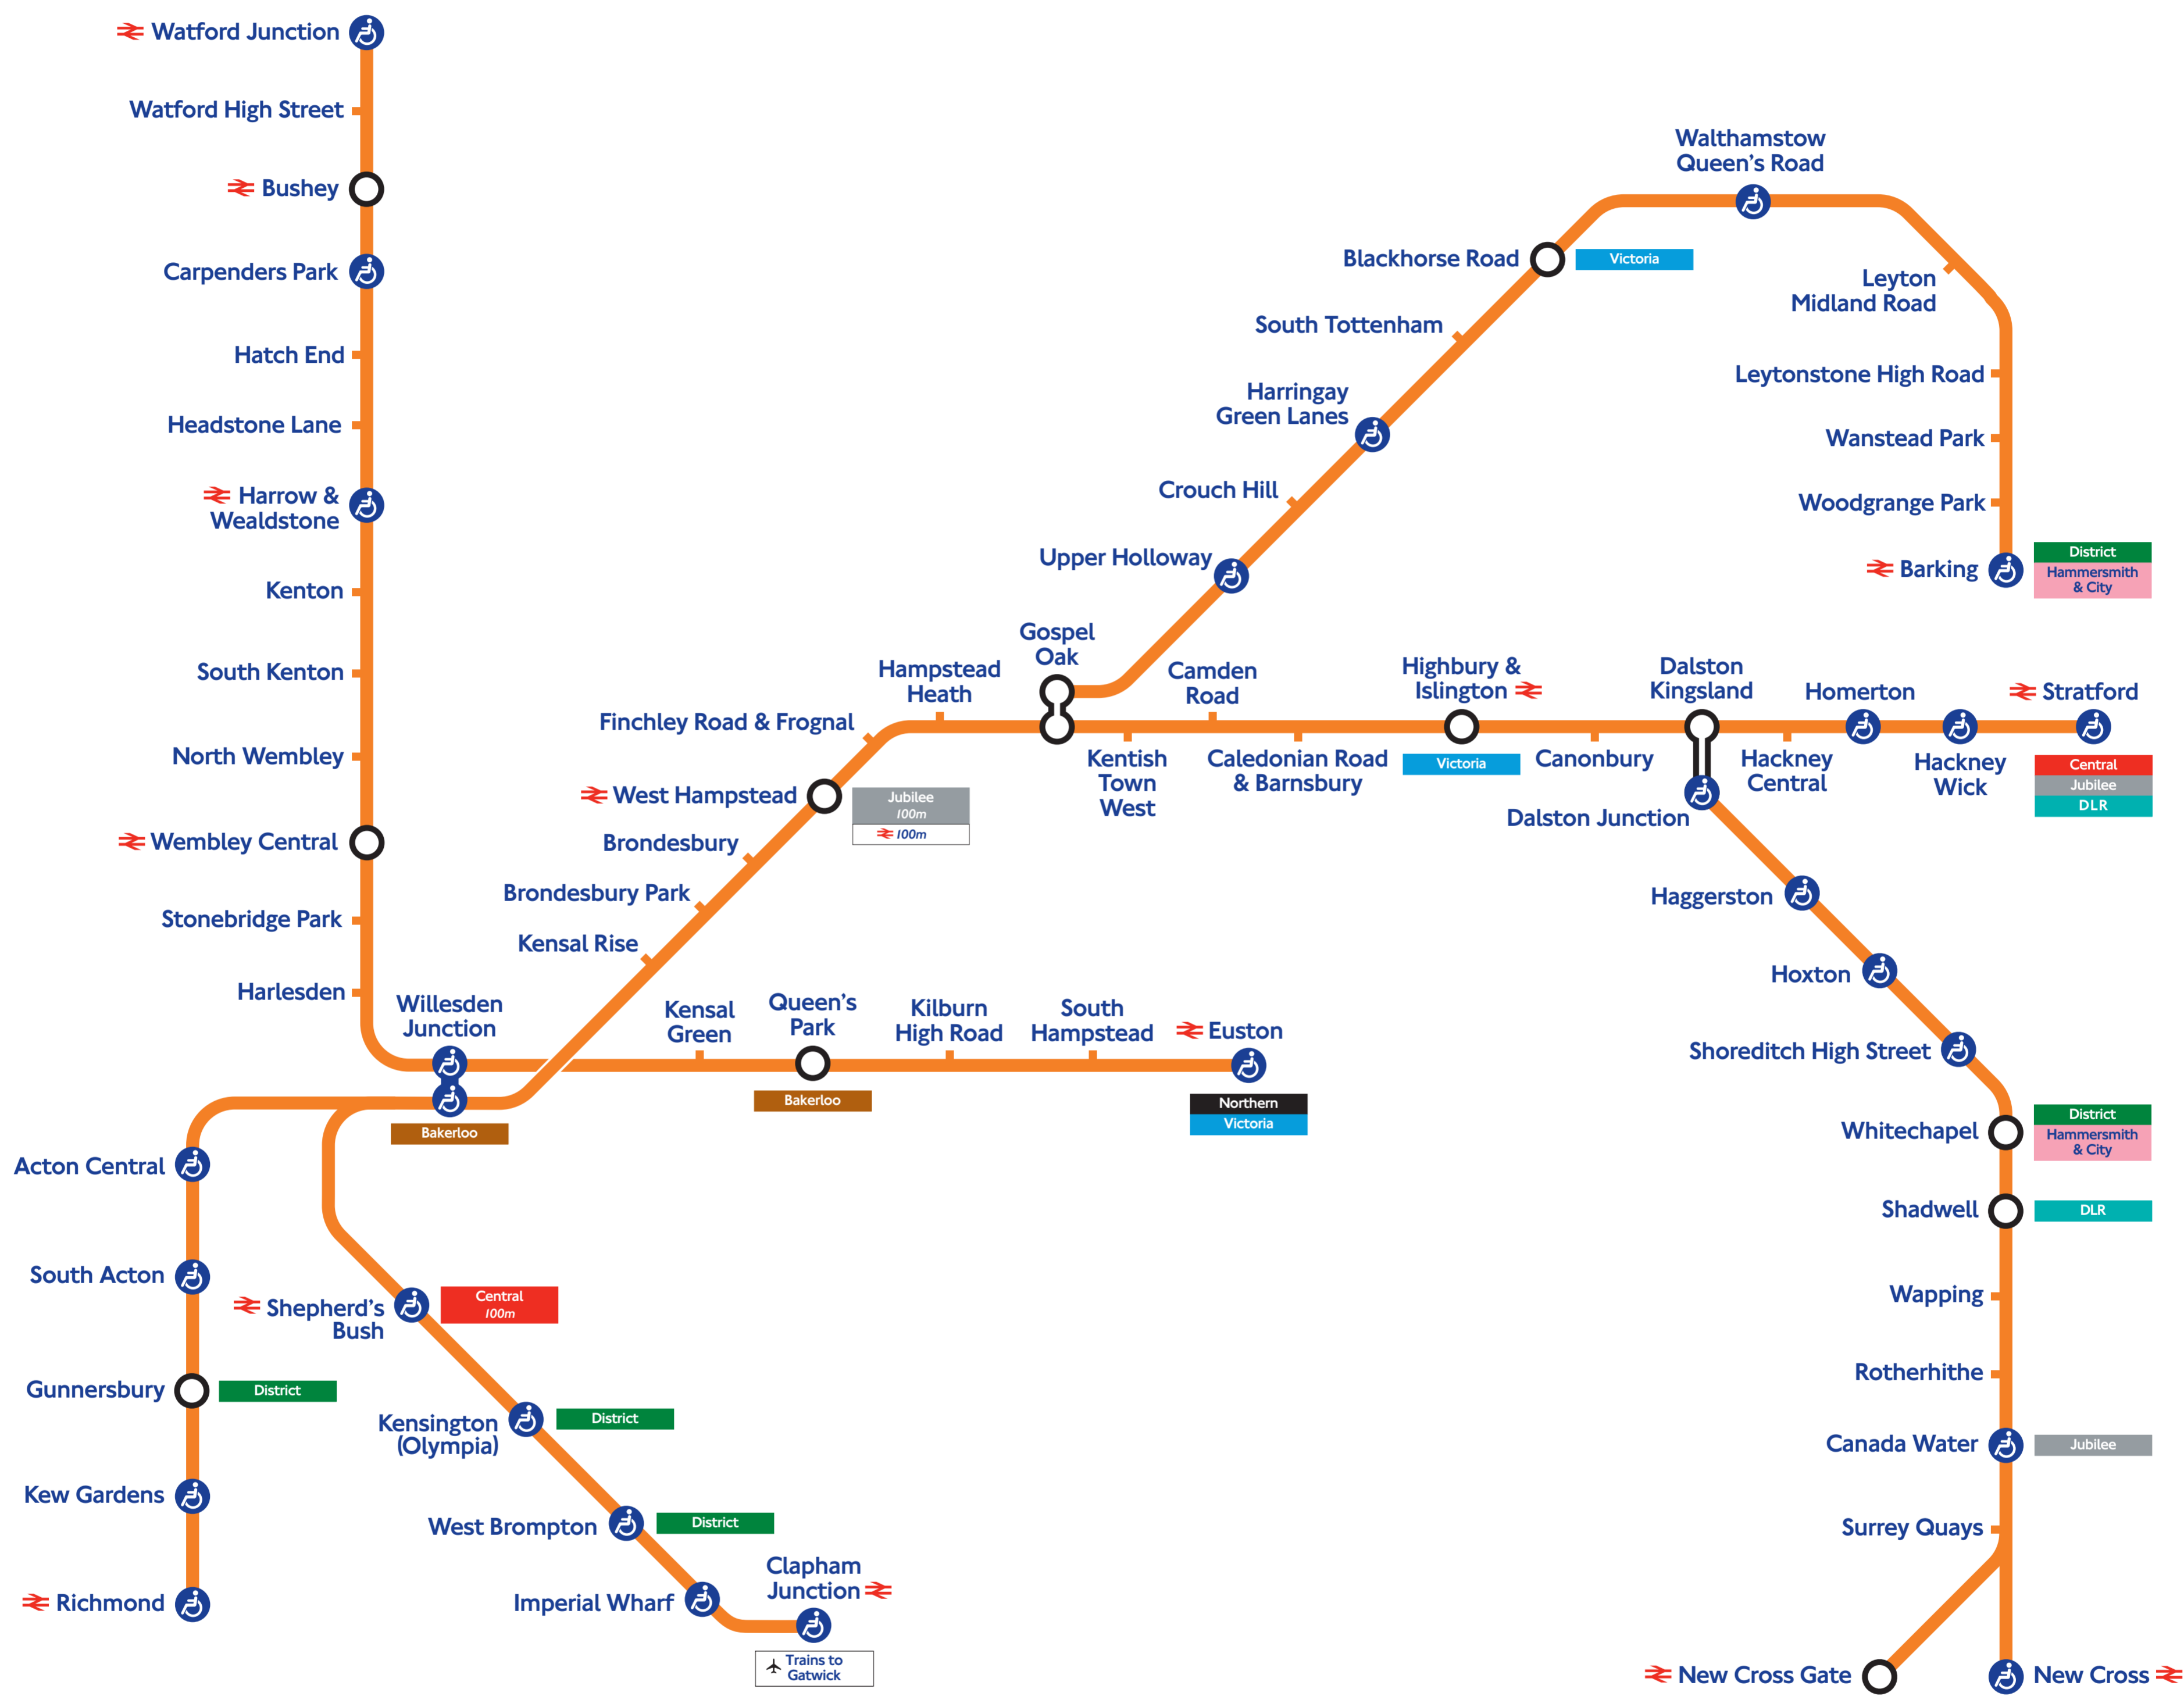 Watford Junction
Watford High Street
Bushey
Carpenders Park
Hatch End
Headstone Lane
Harrow &
Wealdstone
Kenton
South Kenton
North Wembley
Wembley Central
Stonebridge Park
Harlesden
Willesden
Junction
Bakerloo
Kensal
Green
Queen's
Park
Bakerloo
Kilburn
High Road
South
Hampstead
Euston
Northern
Victoria
Acton Central
South Acton
Gunnersbury
District
Kew Gardens
Richmond
Shepherd's
Bush
Central
100m
Kensington
(Olympia)
District
West Brompton
District
Imperial Wharf
Clapham
Junction
Trains to
Gatwick
Kensal Rise
Brondesbury Park
Brondesbury
West Hampstead
Jubilee
100m
100m
Finchley Road & Frognal
Hampstead
Heath
Gospel
Oak
Kentish
Town
West
Camden
Road
Caledonian Road
& Barnsbury
Highbury &
Islington
Victoria
Canonbury
Dalston
Kingsland
Hackney
Central
Homerton
Hackney
Wick
Stratford
Central
Jubilee
DLR
Upper Holloway
Crouch Hill
Harringay
Green Lanes
South Tottenham
Blackhorse Road
Victoria
Walthamstow
Queen's Road
Leyton
Midland Road
Leytonstone High Road
Wanstead Park
Woodgrange Park
Barking
District
Hammersmith
& City
Dalston Junction
Haggerston
Hoxton
Shoreditch High Street
Whitechapel
District
Hammersmith
& City
Shadwell
DLR
Wapping
Rotherhithe
Canada Water
Jubilee
Surrey Quays
New Cross Gate
New Cross